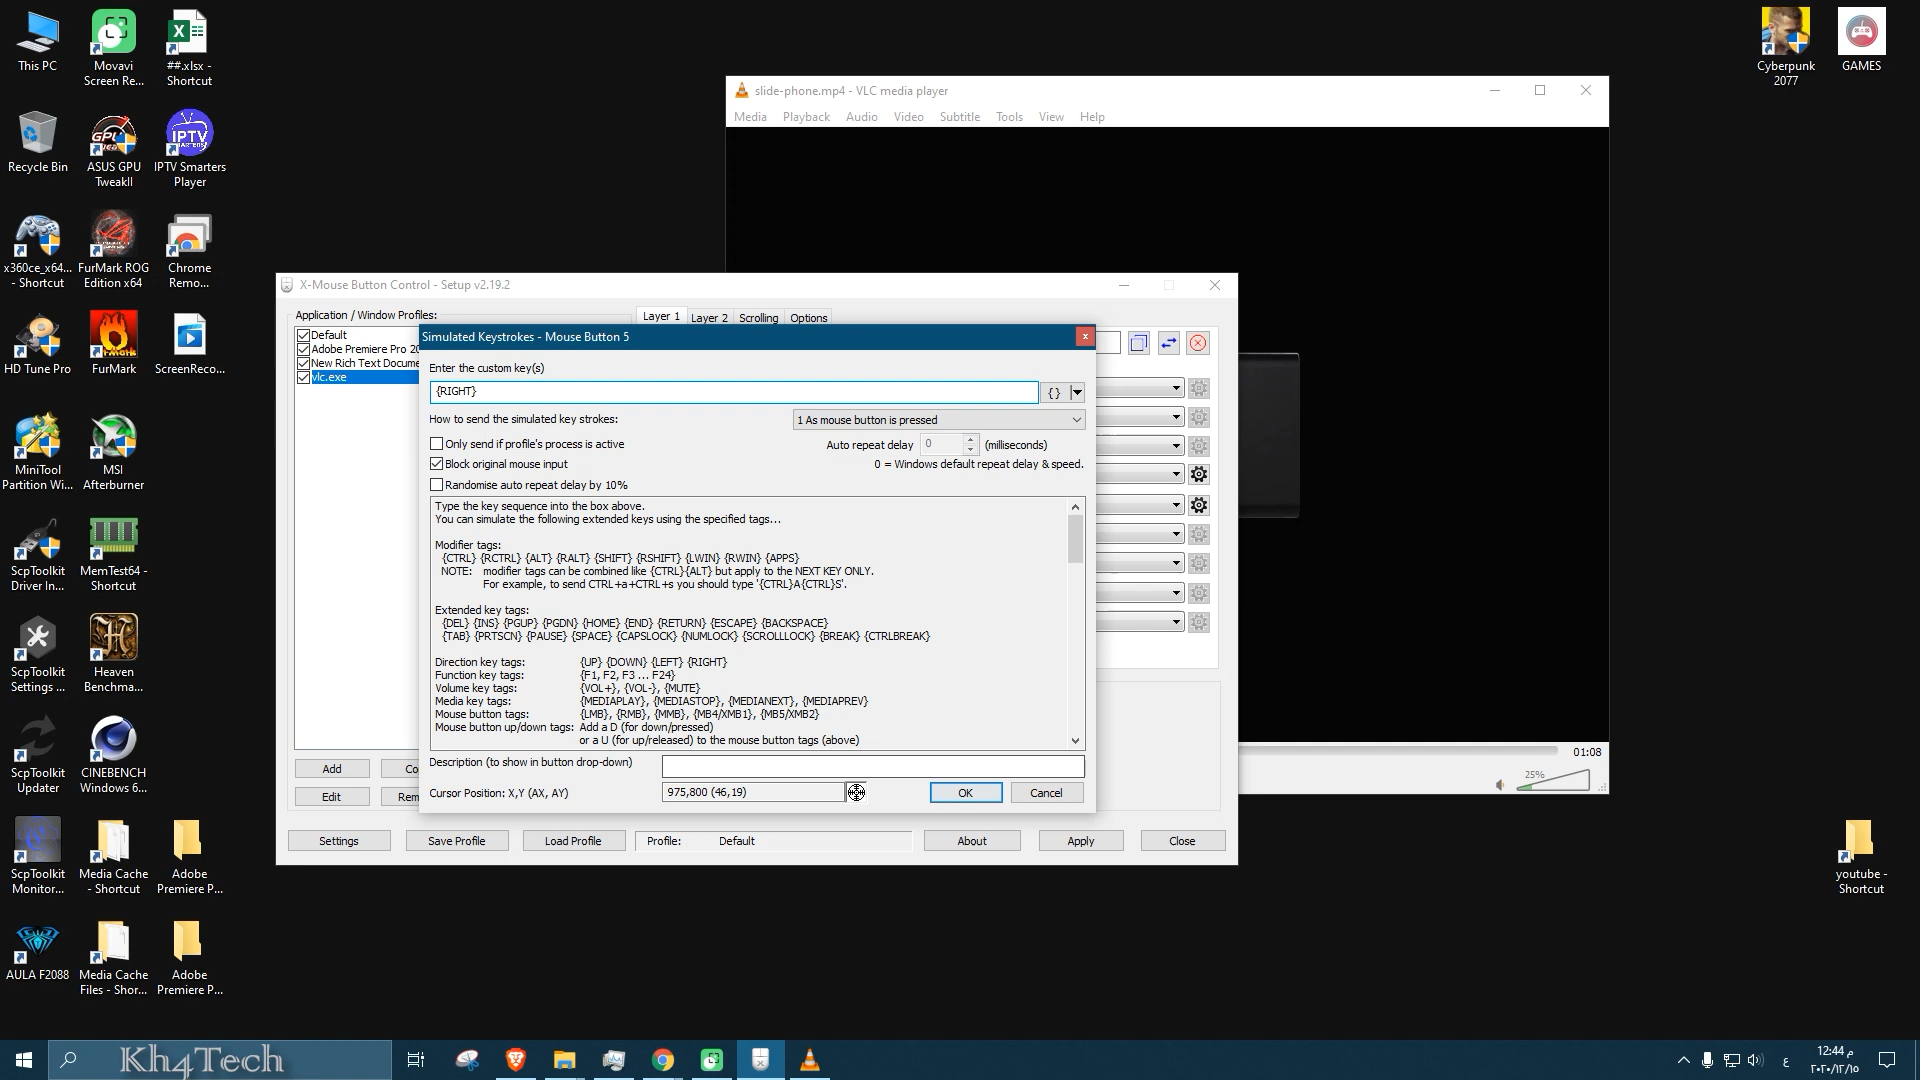 This PC
Movavi Screen Re...
##.xlsx - Shortcut
Recycle Bin
ASUS GPU TweakII
IPTV Smarters Player
x360ce_x64... - Shortcut
FurMark ROG Edition x64
Chrome Remo...
HD Tune Pro
FurMark
ScreenReco...
MiniTool Partition Wi...
MSI Afterburner
ScpToolkit Driver In...
MemTest64 - Shortcut
ScpToolkit Settings ...
Heaven Benchma...
ScpToolkit Updater
CINEBENCH Windows 6...
ScpToolkit Monitor...
Media Cache - Shortcut
Adobe Premiere P...
AULA F2088
Media Cache Files - Shor...
Adobe Premiere P...
Cyberpunk 2077
GAMES
youtube - Shortcut
slide-phone.mp4 - VLC media player
Media Playback Audio Video Subtitle Tools View Help
01:08
25%
X-Mouse Button Control - Setup v2.19.2
Application / Window Profiles:
Layer 1 Layer 2 Scrolling Options
Default
Adobe Premiere Pro 20
New Rich Text Docume
vlc.exe
Add Co
Edit Rem
Settings Save Profile Load Profile Profile: Default About Apply Close
Simulated Keystrokes - Mouse Button 5
Enter the custom key(s)
{RIGHT}
{ }
How to send the simulated key strokes: 1 As mouse button is pressed
Only send if profile's process is active
Auto repeat delay 0 (milliseconds)
Block original mouse input
0 = Windows default repeat delay & speed.
Randomise auto repeat delay by 10%
Type the key sequence into the box above.
You can simulate the following extended keys using the specified tags...
Modifier tags:
{CTRL} {RCTRL} {ALT} {RALT} {SHIFT} {RSHIFT} {LWIN} {RWIN} {APPS}
NOTE: modifier tags can be combined like {CTRL}{ALT} but apply to the NEXT KEY ONLY.
For example, to send CTRL+a+CTRL+s you should type '{CTRL}A{CTRL}S'.
Extended key tags:
{DEL} {INS} {PGUP} {PGDN} {HOME} {END} {RETURN} {ESCAPE} {BACKSPACE}
{TAB} {PRTSCN} {PAUSE} {SPACE} {CAPSLOCK} {NUMLOCK} {SCROLLLOCK} {BREAK} {CTRLBREAK}
Direction key tags: {UP} {DOWN} {LEFT} {RIGHT}
Function key tags: {F1, F2, F3 ... F24}
Volume key tags: {VOL+}, {VOL-}, {MUTE}
Media key tags: {MEDIAPLAY}, {MEDIASTOP}, {MEDIANEXT}, {MEDIAPREV}
Mouse button tags: {LMB}, {RMB}, {MMB}, {MB4/XMB1}, {MB5/XMB2}
Mouse button up/down tags: Add a D (for down/pressed)
or a U (for up/released) to the mouse button tags (above)
Description (to show in button drop-down)
Cursor Position: X,Y (AX, AY) 975,800 (46,19)
OK Cancel
Kh4Tech
ع
12:44 م
٢٠٢٠/١٢/١٥